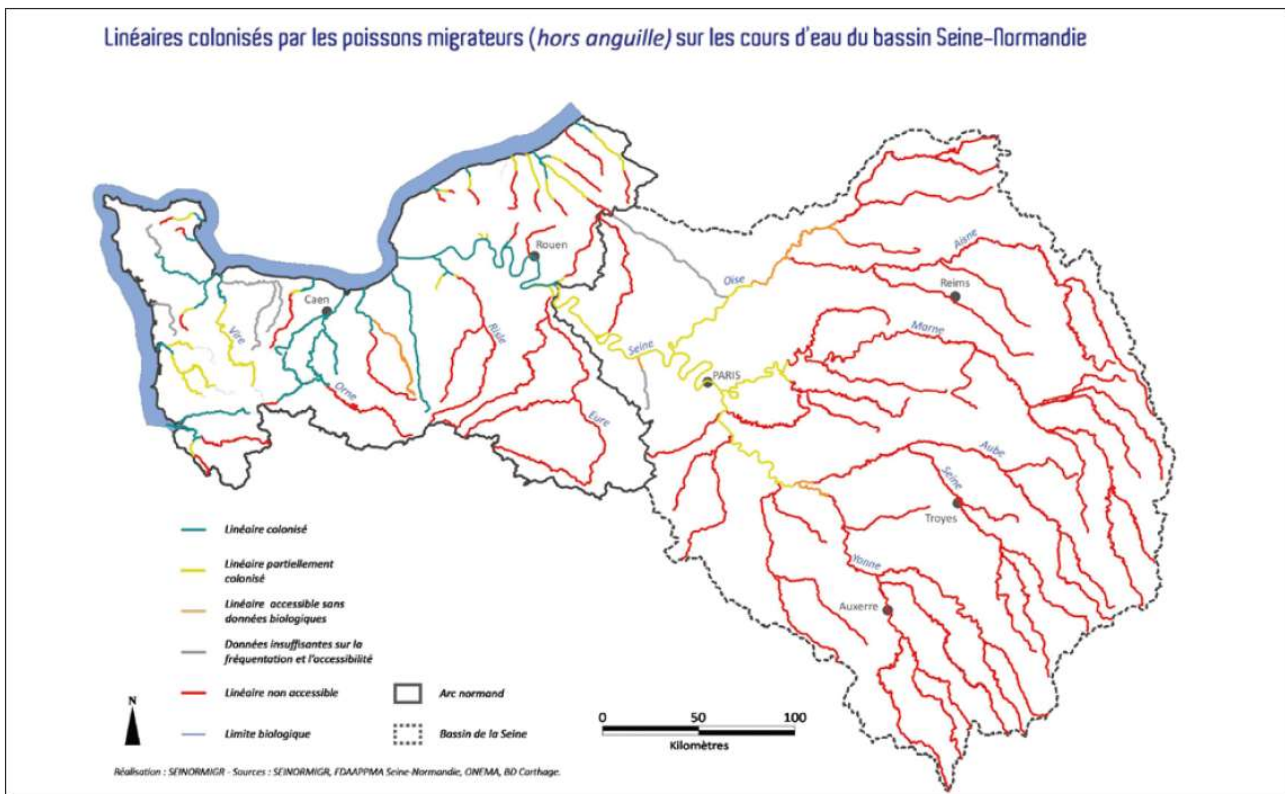 Linéaires colonisés par les poissons migrateurs (hors anguille) sur les cours d'eau du bassin Seine-Normandie
Rouen
Aisne
Oise
Reims
Caen
Vire
Risle
Marne
Seine
PARIS
Orne
Eure
Aube
Seine
Troyes
Yonne
Auxerre
Linéaire colonisé
Linéaire partiellement
colonisé
Linéaire accessible sans
données biologiques
Données insuffisantes sur la
fréquentation et l'accessibilité
Linéaire non accessible
Arc normand
Limite biologique
Bassin de la Seine
N
0 50 100
Kilomètres
Réalisation : SEINORMIGR - Sources : SEINORMIGR, FDAAPPMA Seine-Normandie, ONEMA, BD Carthage.